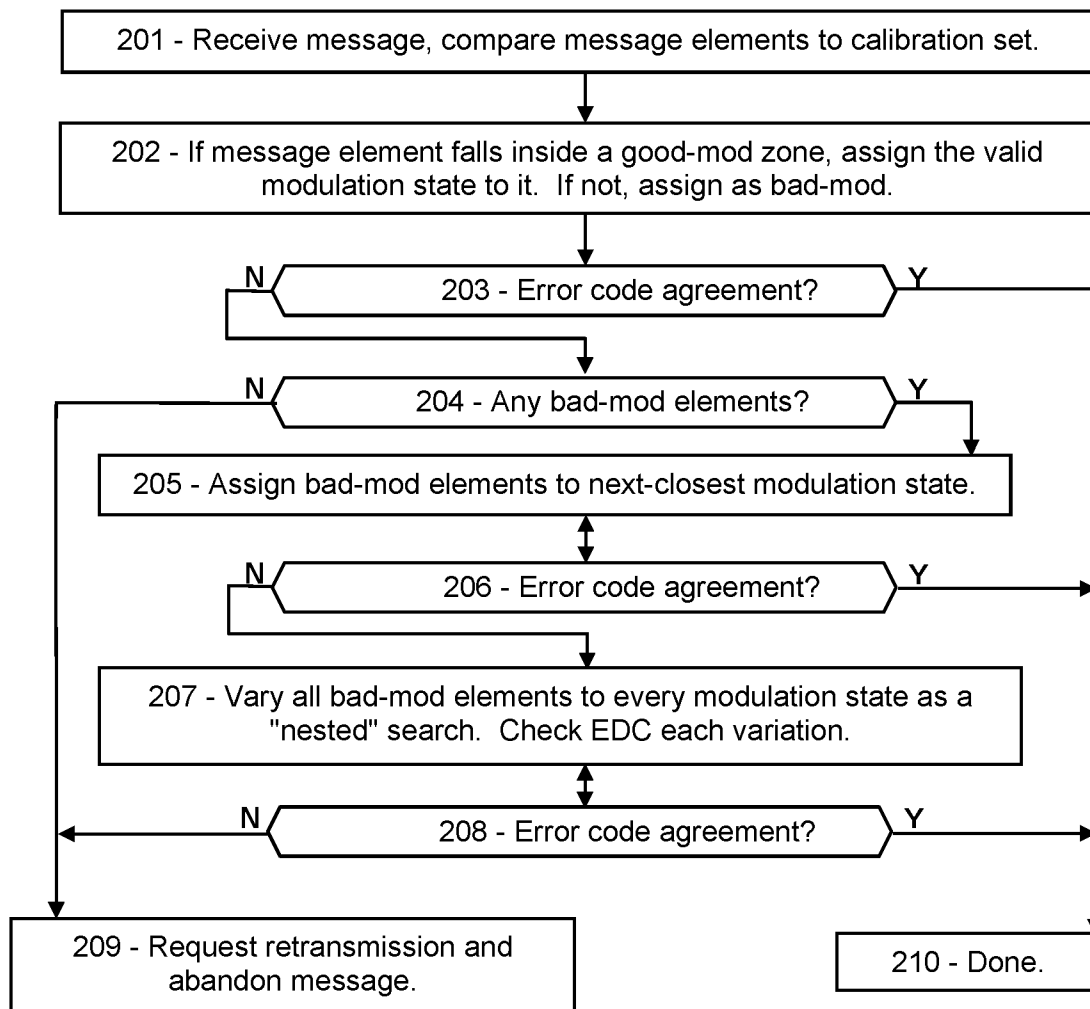 201 - Receive message, compare message elements to calibration set.
202 - If message element falls inside a good-mod zone, assign the valid
modulation state to it.  If not, assign as bad-mod.
N
203 - Error code agreement?
Y
N
204 - Any bad-mod elements?
Y
205 - Assign bad-mod elements to next-closest modulation state.
N
206 - Error code agreement?
Y
207 - Vary all bad-mod elements to every modulation state as a
"nested" search.  Check EDC each variation.
N
208 - Error code agreement?
Y
209 - Request retransmission and
abandon message.
210 - Done.